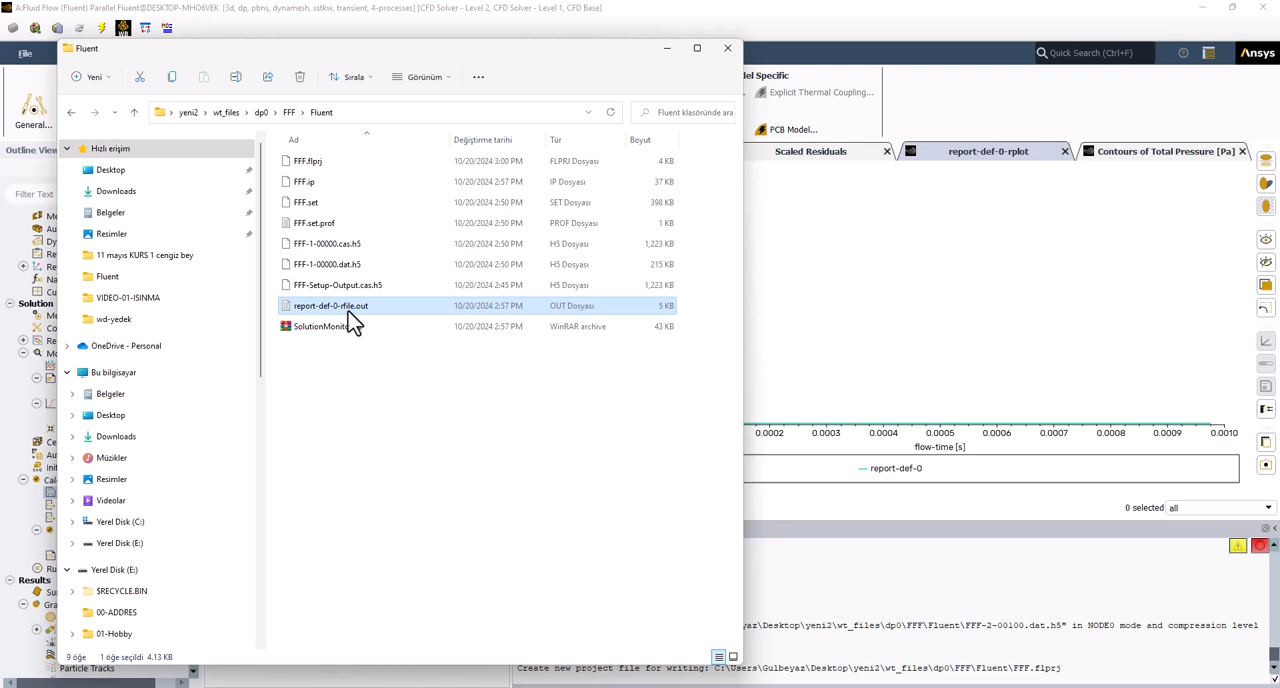 A:Fluid Flow (Fluent) Parallel Fluent@DESKTOP-MHO6VEK [3d, dp, pbns, dynamesh, sstkw, transient, 4-processes] [CFD Solver - Level 2, CFD Solver - Level 1, CFD Base]
File
Quick Search (Ctrl+F)
Ansys
Fluent
Yeni
Sırala
Görünüm
yeni2 > wt_files > dp0 > FFF > Fluent
Fluent klasöründe ara
General...
Outline View
Filter Text
Explicit Thermal Coupling...
PCB Model...
Scaled Residuals
report-def-0-rplot
Contours of Total Pressure [Pa]
Ad
Değiştirme tarihi
Tür
Boyut
FFF.flprj 10/20/2024 3:00 PM FLPRJ Dosyası 4 KB
FFF.ip 10/20/2024 2:57 PM IP Dosyası 37 KB
FFF.set 10/20/2024 2:50 PM SET Dosyası 398 KB
FFF.set.prof 10/20/2024 2:50 PM PROF Dosyası 1 KB
FFF-1-00000.cas.h5 10/20/2024 2:50 PM H5 Dosyası 1,223 KB
FFF-1-00000.dat.h5 10/20/2024 2:50 PM H5 Dosyası 215 KB
FFF-Setup-Output.cas.h5 10/20/2024 2:45 PM H5 Dosyası 1,223 KB
report-def-0-rfile.out 10/20/2024 2:57 PM OUT Dosyası 5 KB
10/20/2024 2:57 PM WinRAR archive 43 KB
Hızlı erişim
Desktop
Downloads
Belgeler
Resimler
11 mayıs KURS 1 cengiz bey
Fluent
VIDEO-01-ISINMA
wd-yedek
OneDrive - Personal
Bu bilgisayar
Belgeler
Desktop
Downloads
Müzikler
Resimler
Videolar
Yerel Disk (C:)
Yerel Disk (E:)
Yerel Disk (E:)
$RECYCLE.BIN
00-ADDRES
01-Hobby
9 öğe
1 öğe seçildi 4.13 KB
Solution
Results
Particle Tracks
0.0002 0.0003 0.0004 0.0005 0.0006 0.0007 0.0008 0.0009 0.0010
flow-time [s]
report-def-0
0 selected all
az\Desktop\yeni2\wt_files\dp0\FFF\Fluent\FFF-2-00100.dat.h5" in NODE0 mode and compression level
Create new project file for writing: C:\Users\Gulbeyaz\Desktop\yeni2\wt_files\dp0\FFF\Fluent\FFF.flprj